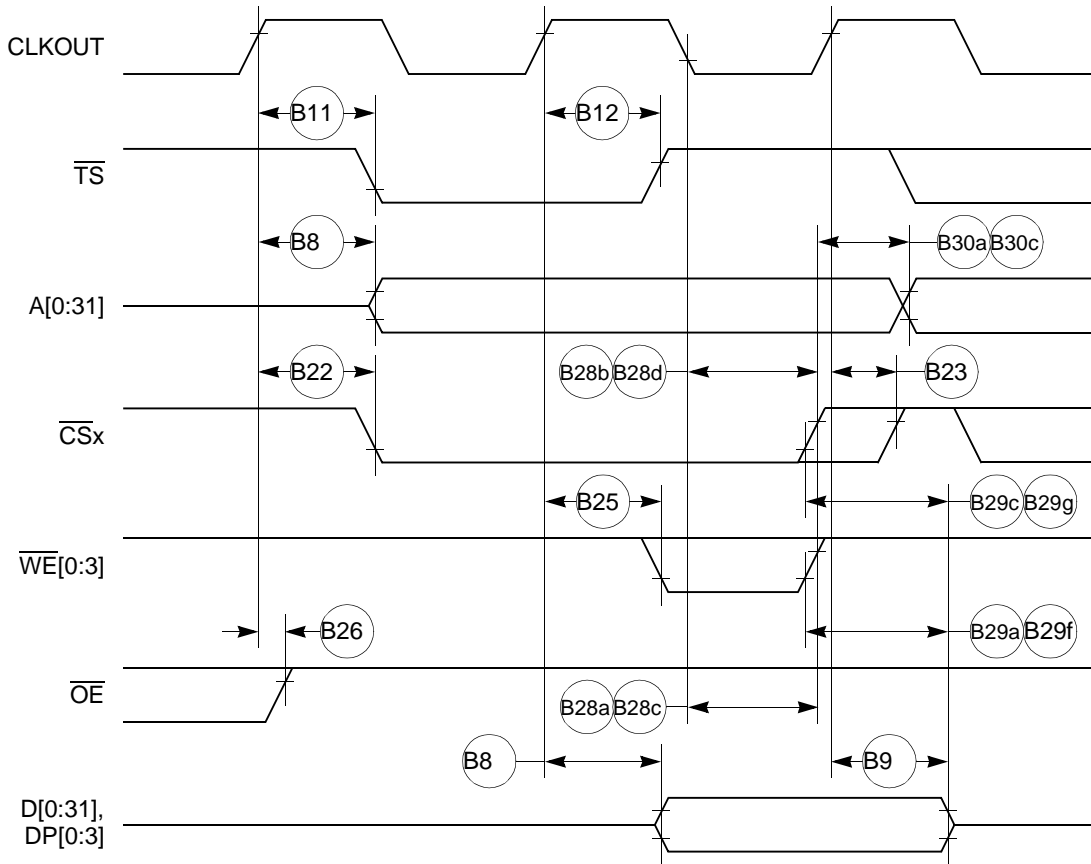 CLKOUT
B11
B12
TS
B8
B30a B30c
A[0:31]
B22
B28b B28d
B23
CSx
B25
B29c B29g
WE[0:3]
B26
B29a B29f
OE
B28a B28c
B8
B9
D[0:31],
DP[0:3]